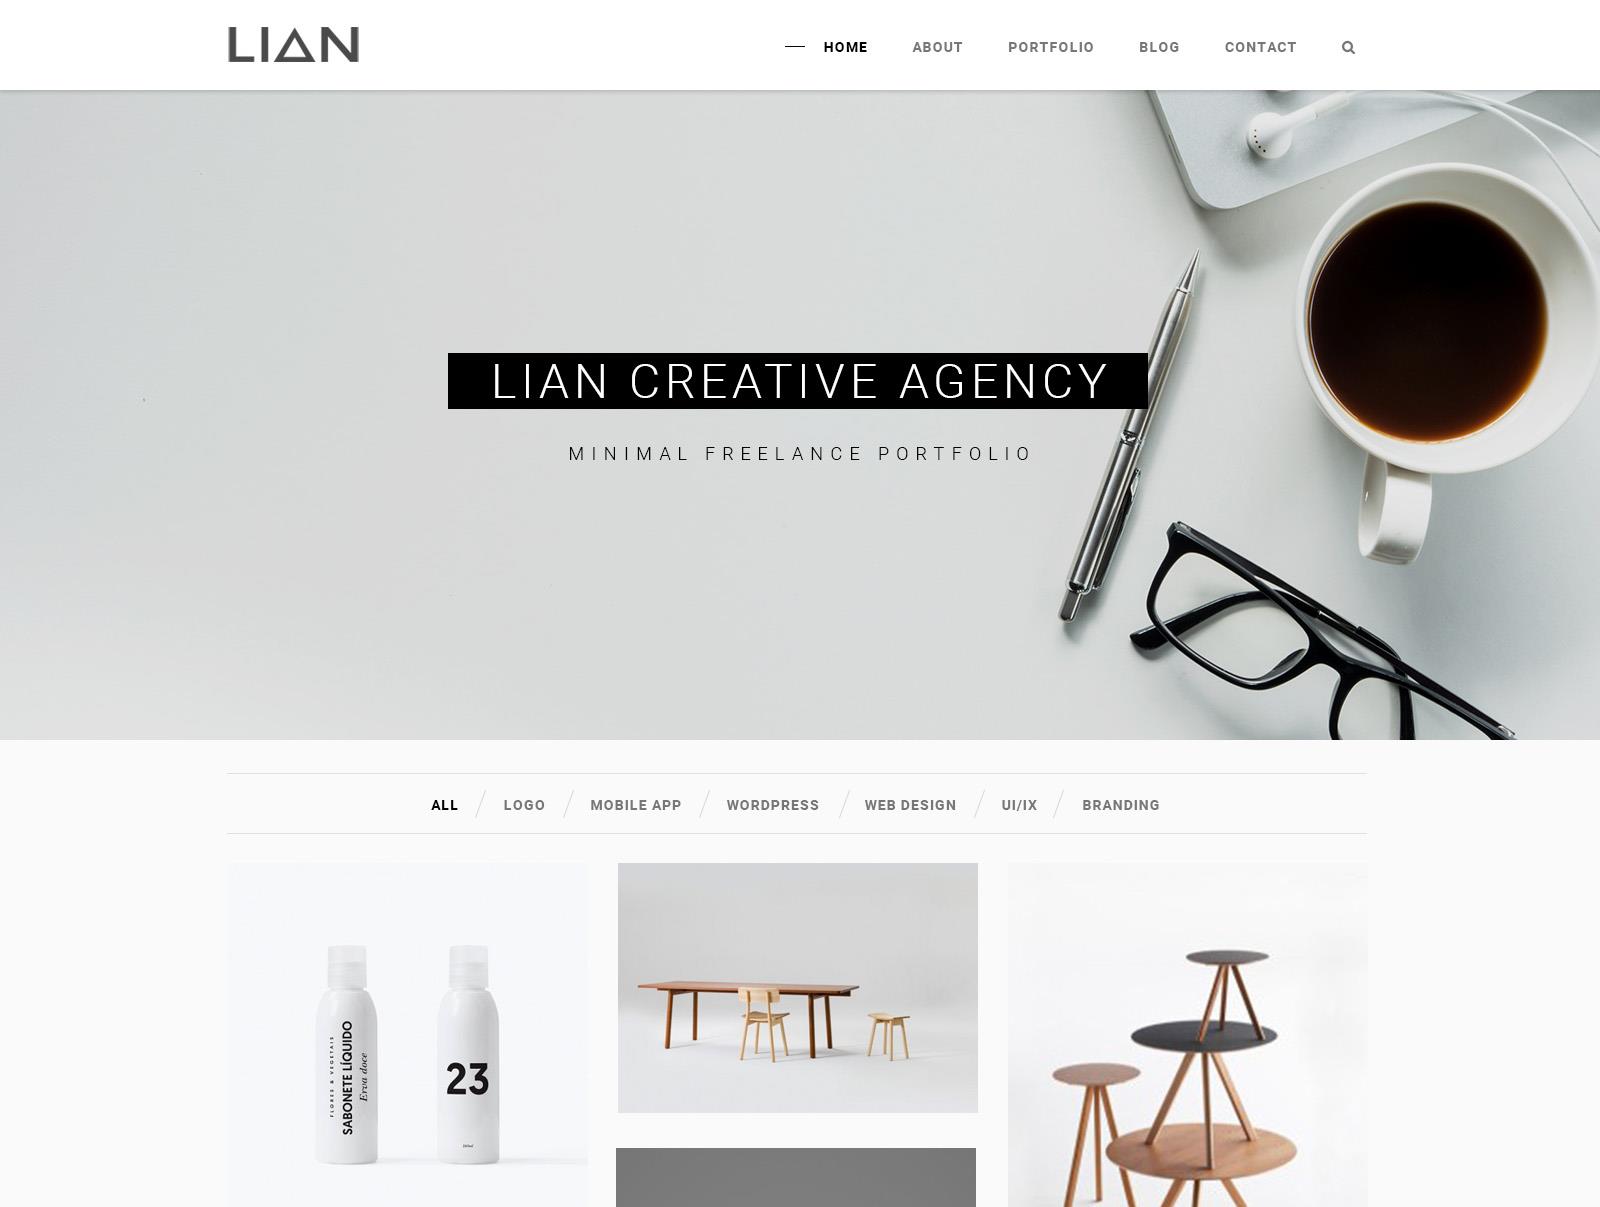 LIAN
HOME ABOUT PORTFOLIO BLOG CONTACT
LIAN CREATIVE AGENCY
MINIMAL FREELANCE PORTFOLIO
ALL / LOGO / MOBILE APP / WORDPRESS / WEB DESIGN / UI/IX / BRANDING
FLORES & VEGETAIS
SABONETE LÍQUIDO
Erva doce
23